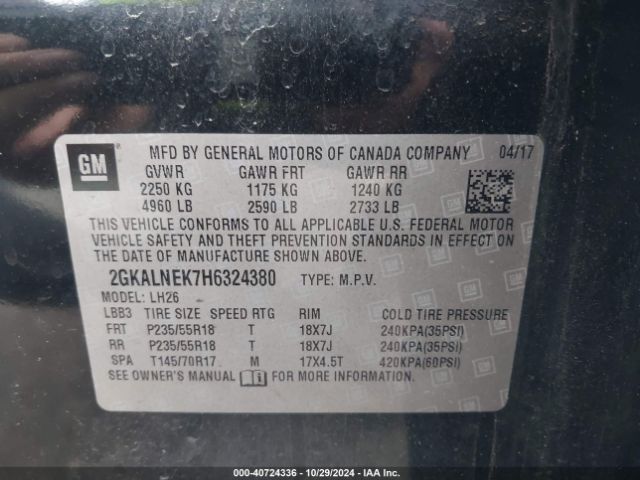 GM
MFD BY GENERAL MOTORS OF CANADA COMPANY 04/17
GVWR GAWR FRT GAWR RR
2250 KG 1175 KG 1240 KG
4960 LB 2590 LB 2733 LB
THIS VEHICLE CONFORMS TO ALL APPLICABLE U.S. FEDERAL MOTOR
VEHICLE SAFETY AND THEFT PREVENTION STANDARDS IN EFFECT ON
THE DATE OF MANUFACTURE SHOWN ABOVE.
2GKALNEK7H6324380 TYPE: M.P.V.
MODEL: LH26
LBB3 TIRE SIZE SPEED RTG RIM COLD TIRE PRESSURE
FRT P235/55R18 T 18X7J 240KPA(35PSI)
RR P235/55R18 T 18X7J 240KPA(35PSI)
SPA T145/70R17 M 17X4.5T 420KPA(60PSI)
SEE OWNER'S MANUAL FOR MORE INFORMATION.
000-40724336 - 10/29/2024 - IAA Inc.